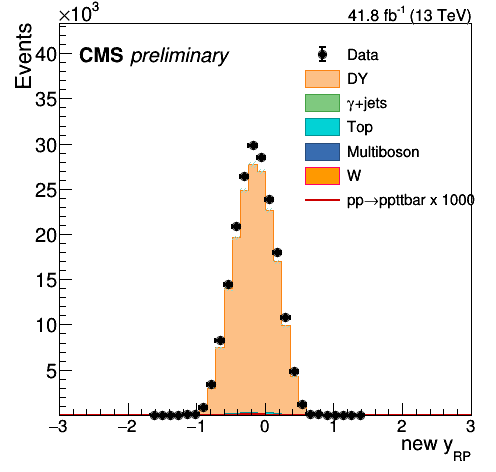 ×10³
41.8 fb⁻¹ (13 TeV)
Events
CMS preliminary
Data
DY
γ+jets
Top
Multiboson
W
pp→ppttbar x 1000
40
35
30
25
20
15
10
5
−3 −2 −1 0 1 2 3
new y_RP